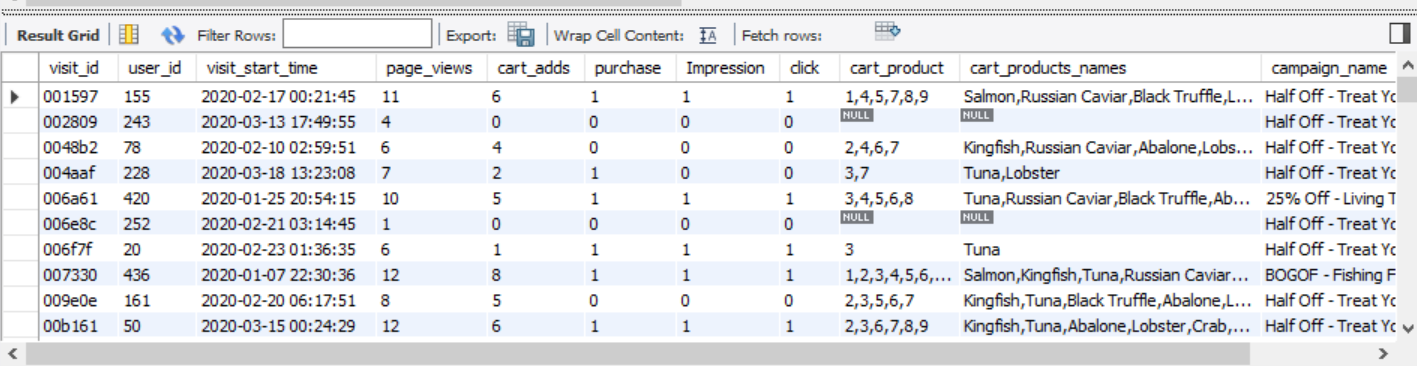 Result Grid Filter Rows: Export: Wrap Cell Content: IA Fetch rows:
visit_id user_id visit_start_time page_views cart_adds purchase Impression click cart_product cart_products_names campaign_name
001597 155 2020-02-17 00:21:45 11 6 1 1 1 1,4,5,7,8,9 Salmon,Russian Caviar,Black Truffle,L... Half Off - Treat Yo
002809 243 2020-03-13 17:49:55 4 0 0 0 0 NULL NULL Half Off - Treat Yo
0048b2 78 2020-02-10 02:59:51 6 4 0 0 0 2,4,6,7 Kingfish,Russian Caviar,Abalone,Lobs... Half Off - Treat Yo
004aaf 228 2020-03-18 13:23:08 7 2 1 0 0 3,7 Tuna,Lobster Half Off - Treat Yo
006a61 420 2020-01-25 20:54:15 10 5 1 1 1 3,4,5,6,8 Tuna,Russian Caviar,Black Truffle,Ab... 25% Off - Living T
006e8c 252 2020-02-21 03:14:45 1 0 0 0 0 NULL NULL Half Off - Treat Yo
006f7f 20 2020-02-23 01:36:35 6 1 1 1 1 3 Tuna Half Off - Treat Yo
007330 436 2020-01-07 22:30:36 12 8 1 1 1 1,2,3,4,5,6,... Salmon,Kingfish,Tuna,Russian Caviar... BOGOF - Fishing F
009e0e 161 2020-02-20 06:17:51 8 5 0 0 0 2,3,5,6,7 Kingfish,Tuna,Black Truffle,Abalone,L... Half Off - Treat Yo
00b161 50 2020-03-15 00:24:29 12 6 1 1 1 2,3,6,7,8,9 Kingfish,Tuna,Abalone,Lobster,Crab,... Half Off - Treat Yo